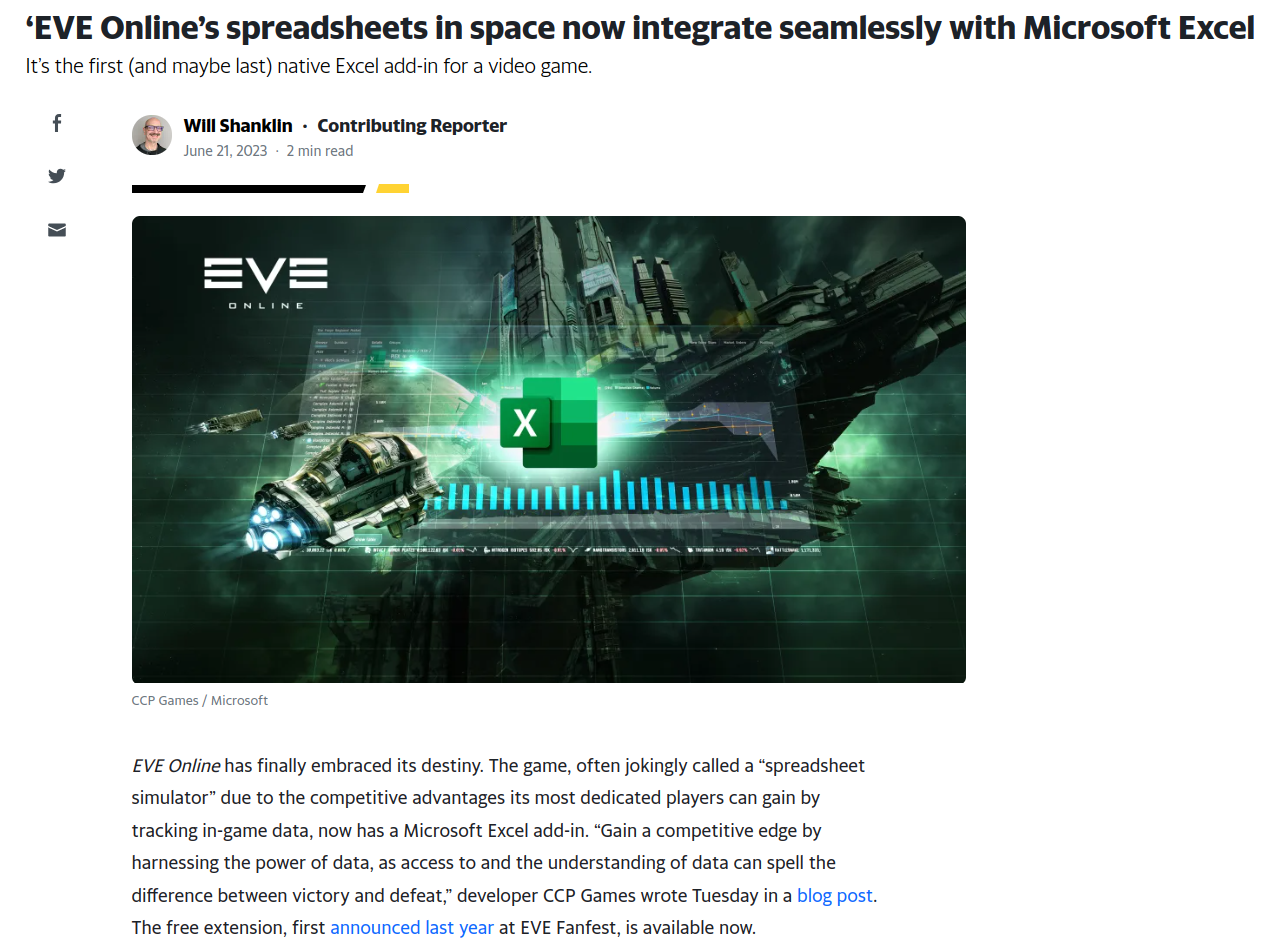 ‘EVE Online’s spreadsheets in space now integrate seamlessly with Microsoft Excel
It’s the first (and maybe last) native Excel add-in for a video game.
Will Shanklin · Contributing Reporter
June 21, 2023 · 2 min read
EVE
ONLINE
X
CCP Games / Microsoft
EVE Online has finally embraced its destiny. The game, often jokingly called a “spreadsheet
simulator” due to the competitive advantages its most dedicated players can gain by
tracking in-game data, now has a Microsoft Excel add-in. “Gain a competitive edge by
harnessing the power of data, as access to and the understanding of data can spell the
difference between victory and defeat,” developer CCP Games wrote Tuesday in a blog post.
The free extension, first announced last year at EVE Fanfest, is available now.